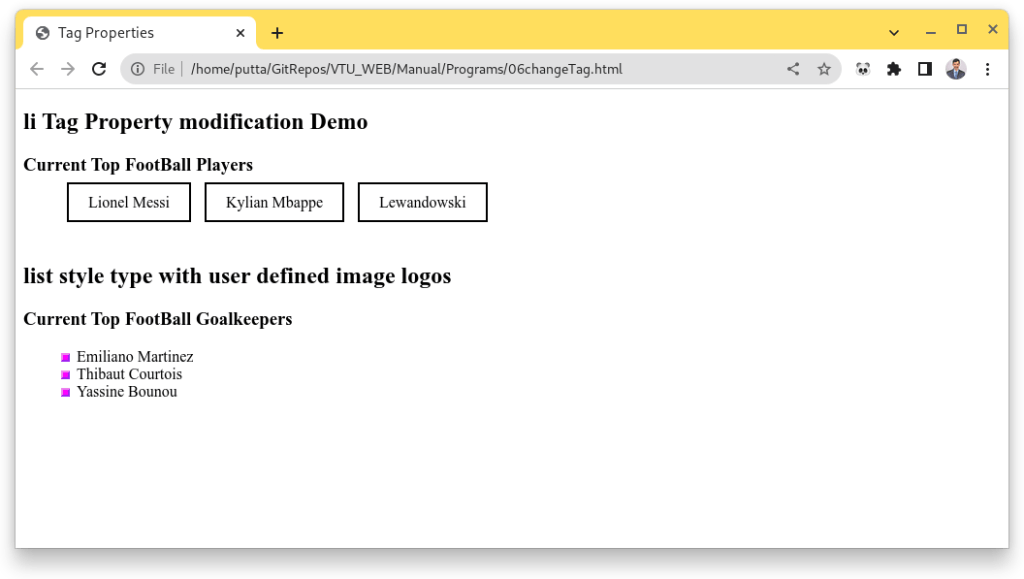 Tag Properties
File /home/putta/GitRepos/VTU_WEB/Manual/Programs/06changeTag.html
li Tag Property modification Demo
Current Top FootBall Players
Lionel Messi Kylian Mbappe Lewandowski
list style type with user defined image logos
Current Top FootBall Goalkeepers
Emiliano Martinez
Thibaut Courtois
Yassine Bounou